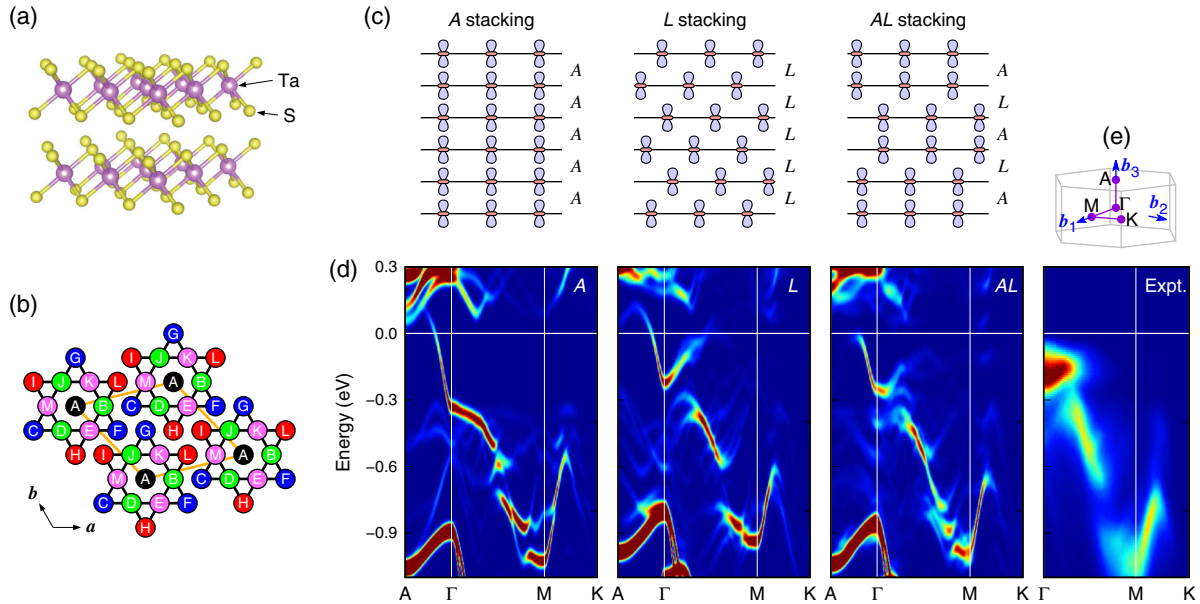 (a)
Ta
S
(b)
G
I J K L
M A B
C D E F
H
G
I J K L
M A B
C D E F
H
G
I J K L
M A B
C D E F
H
G
I J K L
M A B
C D E F
H
b
a
(c)
A stacking
L stacking
AL stacking
A
A
A
A
A
L
L
L
L
L
A
L
A
L
A
(e)
A
b3
M
Γ
K
b1
b2
(d)
Energy (eV)
0.3
0.0
−0.3
−0.6
−0.9
A
L
AL
Expt.
A Γ M K
A Γ M K
A Γ M K
Γ M K